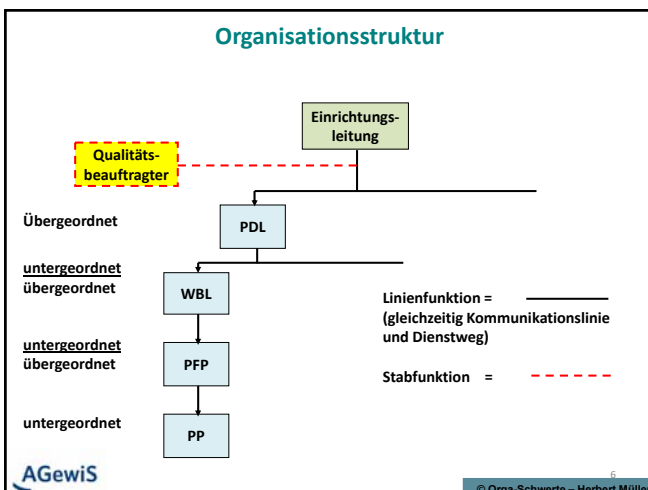 Organisationsstruktur
Einrichtungs-
leitung
Qualitäts-
beauftragter
Übergeordnet
PDL
untergeordnet
übergeordnet
WBL
Linienfunktion =
(gleichzeitig Kommunikationslinie
und Dienstweg)
untergeordnet
übergeordnet
PFP
Stabfunktion =
untergeordnet
PP
AGewiS
6
© Orga-Schwerte – Herbert Müller